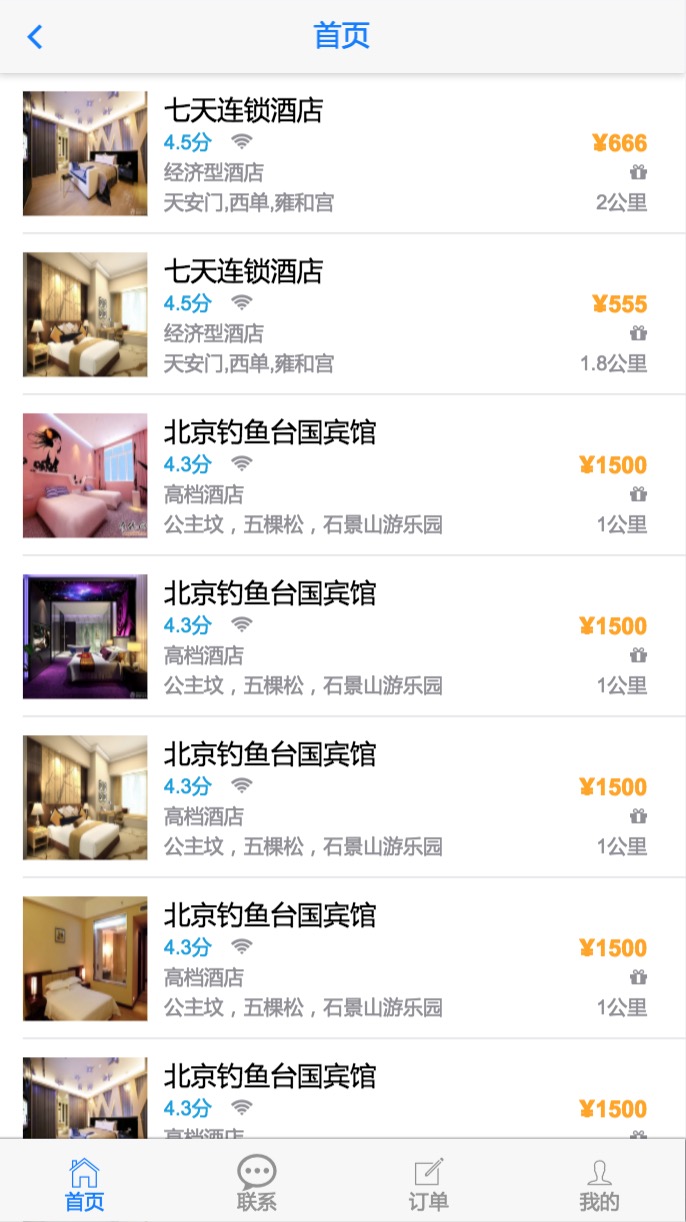 首页
七天连锁酒店
4.5分 ¥666
经济型酒店
天安门,西单,雍和宫 2公里
七天连锁酒店
4.5分 ¥555
经济型酒店
天安门,西单,雍和宫 1.8公里
北京钓鱼台国宾馆
4.3分 ¥1500
高档酒店
公主坟，五棵松，石景山游乐园 1公里
北京钓鱼台国宾馆
4.3分 ¥1500
高档酒店
公主坟，五棵松，石景山游乐园 1公里
北京钓鱼台国宾馆
4.3分 ¥1500
高档酒店
公主坟，五棵松，石景山游乐园 1公里
北京钓鱼台国宾馆
4.3分 ¥1500
高档酒店
公主坟，五棵松，石景山游乐园 1公里
北京钓鱼台国宾馆
4.3分 ¥1500
高档酒店
首页 联系 订单 我的